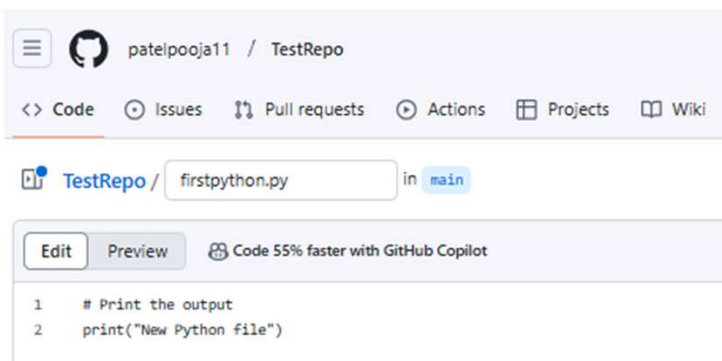 patelpooja11 / TestRepo
<> Code Issues Pull requests Actions Projects Wiki
TestRepo / firstpython.py in main
Edit Preview Code 55% faster with GitHub Copilot
1 # Print the output
2 print("New Python file")